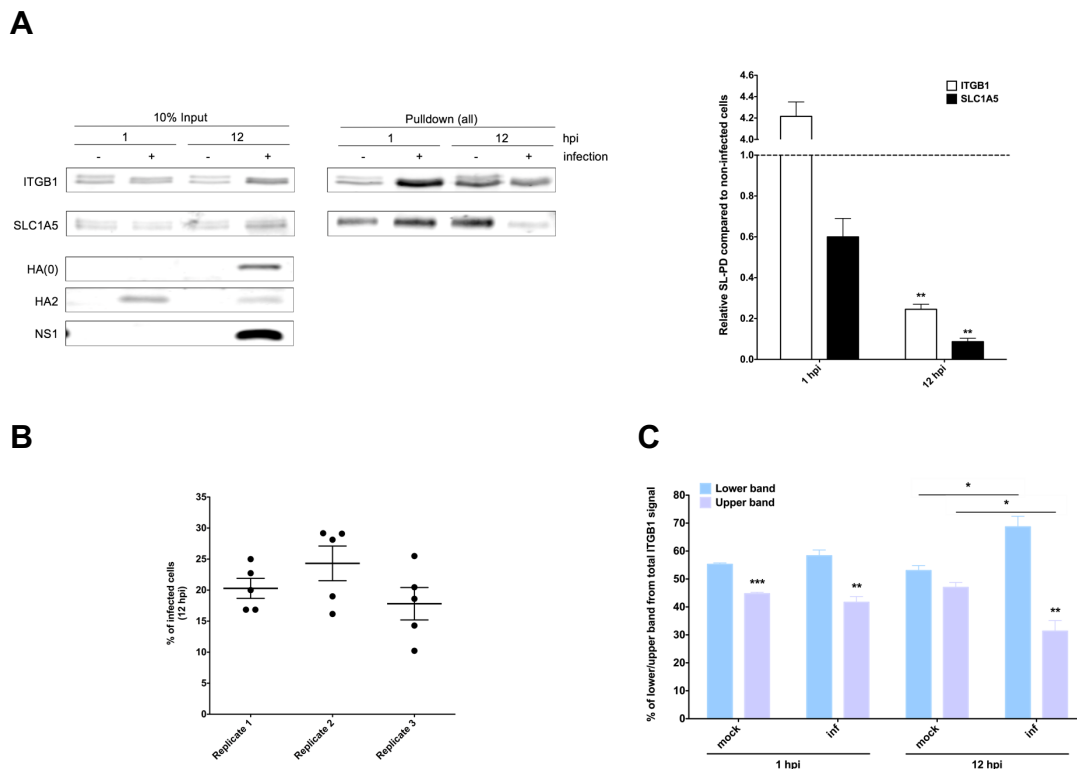 A
10% Input
1 12
- + - +
Pulldown (all)
1 12 hpi
- + - + infection
ITGB1
SLC1A5
HA(0)
HA2
NS1
Relative SL-PD compared to non-infected cells
4.6
4.4
4.2
4.0
1.0
0.8
0.6
0.4
0.2
0.0
ITGB1
SLC1A5
**
**
1 hpi
12 hpi
B
% of infected cells
(12 hpi)
35
30
25
20
15
10
5
0
Replicate 1
Replicate 2
Replicate 3
C
% of lower/upper band from total ITGB1 signal
80
70
60
50
40
30
20
10
0
Lower band
Upper band
*
*
***
**
**
mock
inf
mock
inf
1 hpi
12 hpi